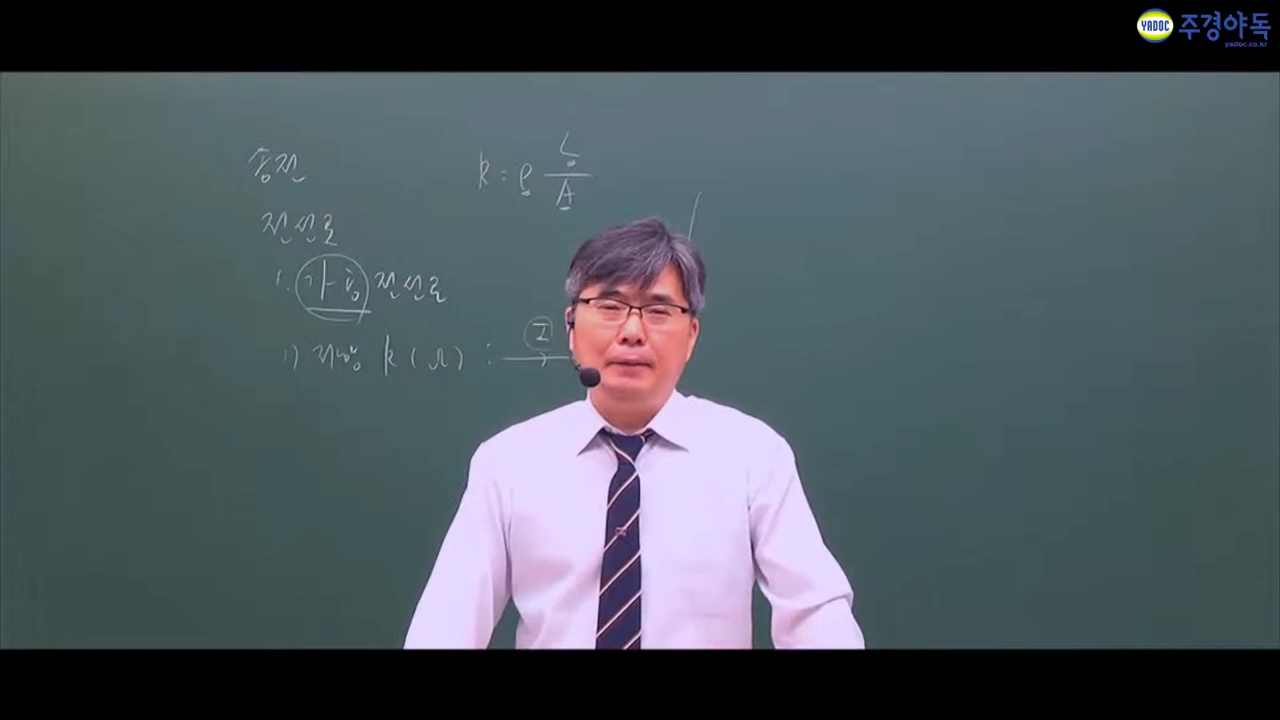 YADOC 주경야독
yadoc.co.kr
송전
R = ρ L/A
전선로
1. 가공 전선로
1) 저항 R (Ω) :
I